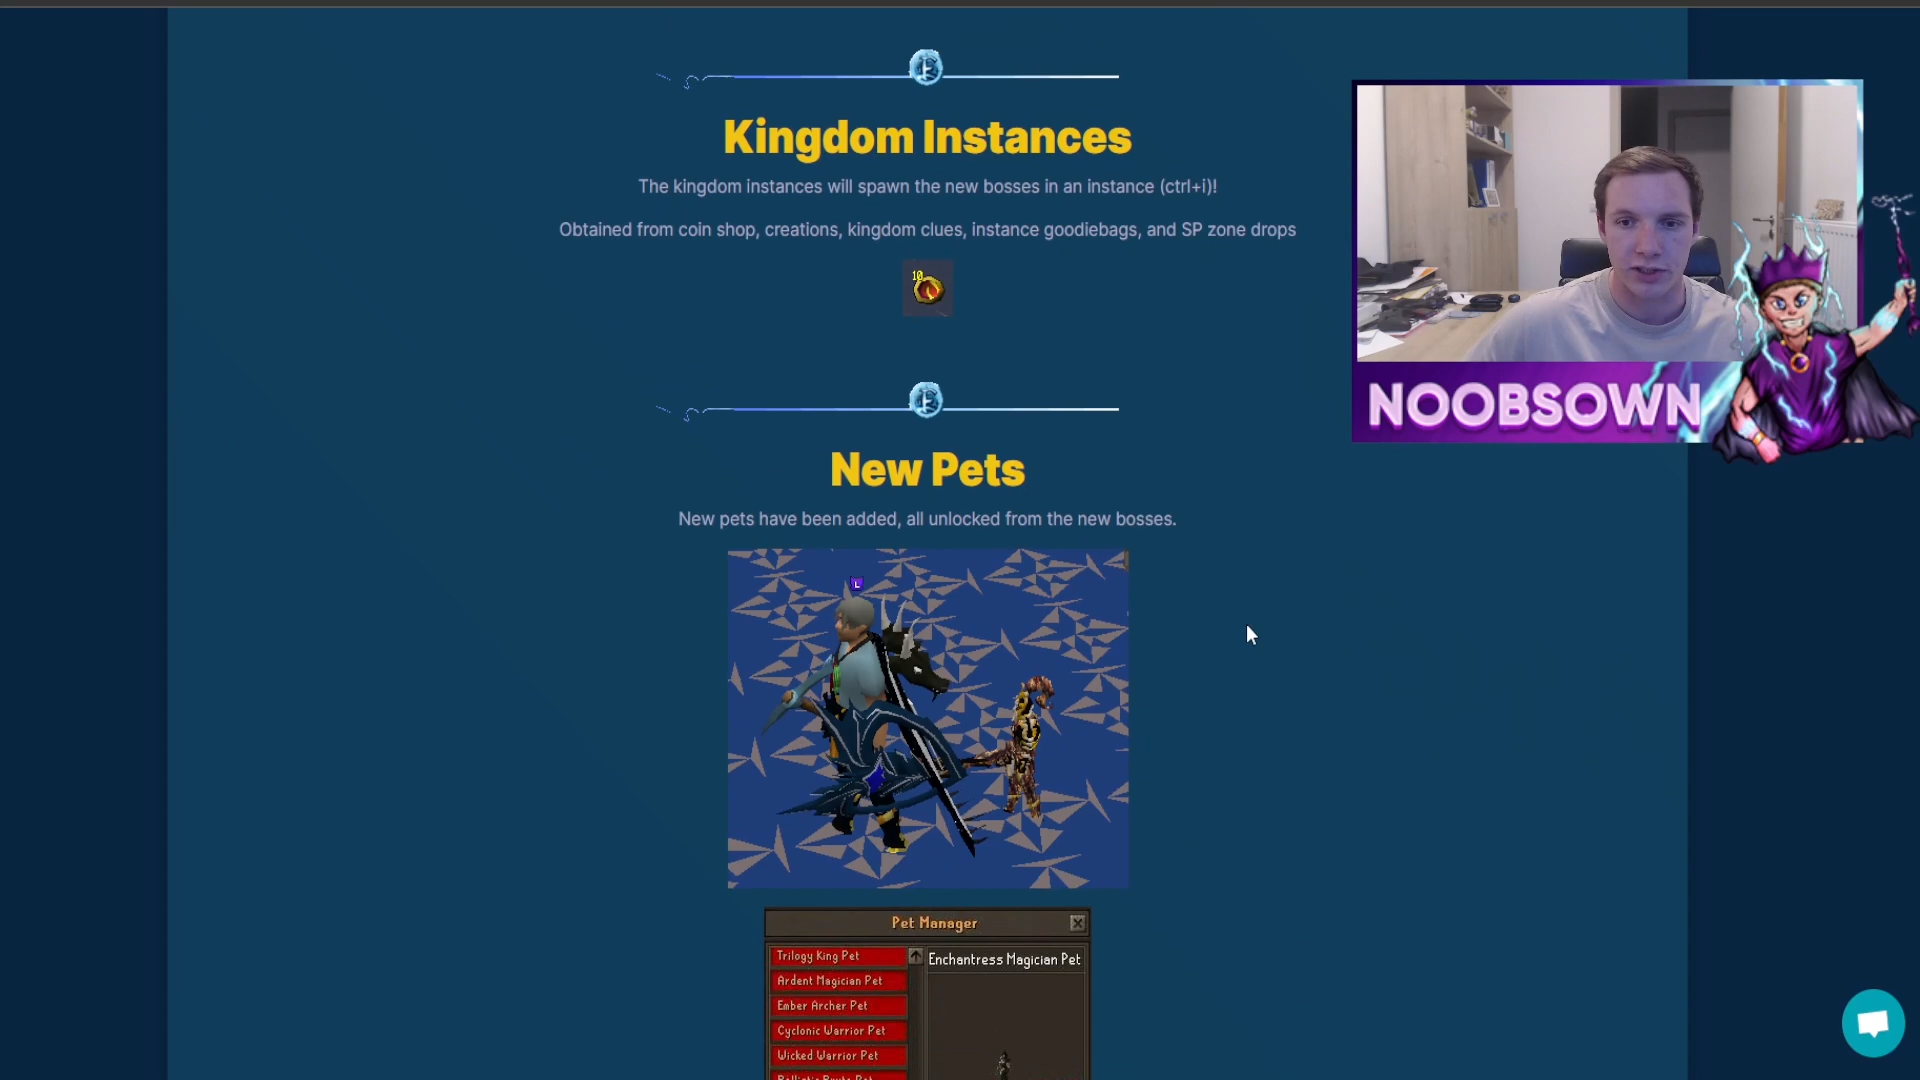 Kingdom Instances
The kingdom instances will spawn the new bosses in an instance (ctrl+i)!
Obtained from coin shop, creations, kingdom clues, instance goodiebags, and SP zone drops
10
NOOBSOWN
New Pets
New pets have been added, all unlocked from the new bosses.
L
Pet Manager
Trilogy King Pet
Enchantress Magician Pet
Ardent Magician Pet
Ember Archer Pet
Cyclonic Warrior Pet
Wicked Warrior Pet